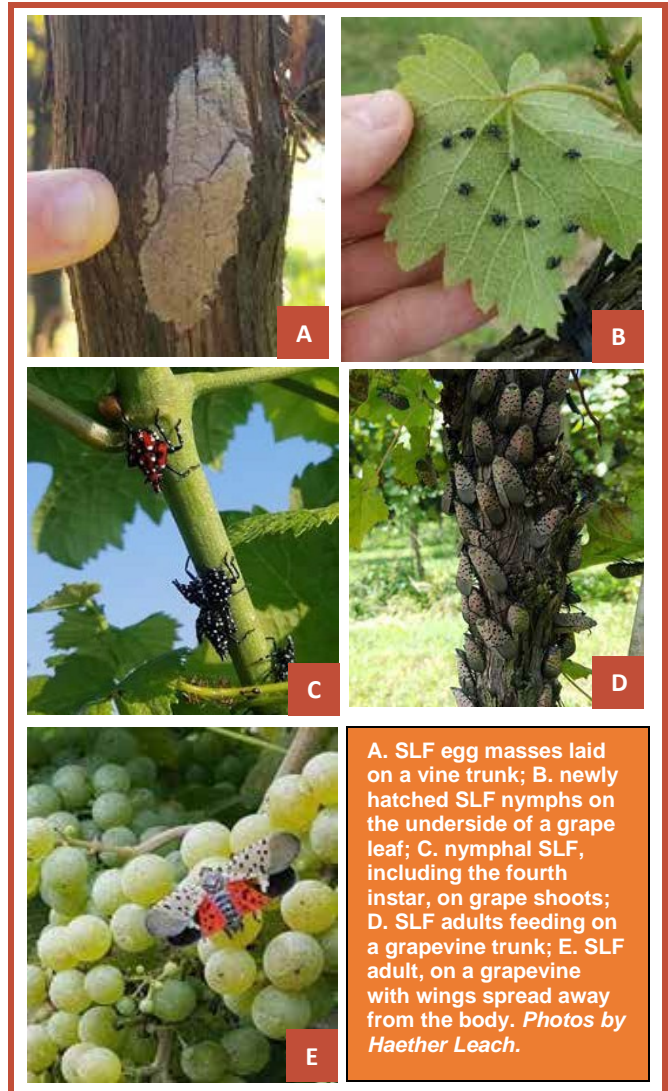 A
B
C
D
E
A. SLF egg masses laid
on a vine trunk; B. newly
hatched SLF nymphs on
the underside of a grape
leaf; C. nymphal SLF,
including the fourth
instar, on grape shoots;
D. SLF adults feeding on
a grapevine trunk; E. SLF
adult, on a grapevine
with wings spread away
from the body. Photos by
Haether Leach.